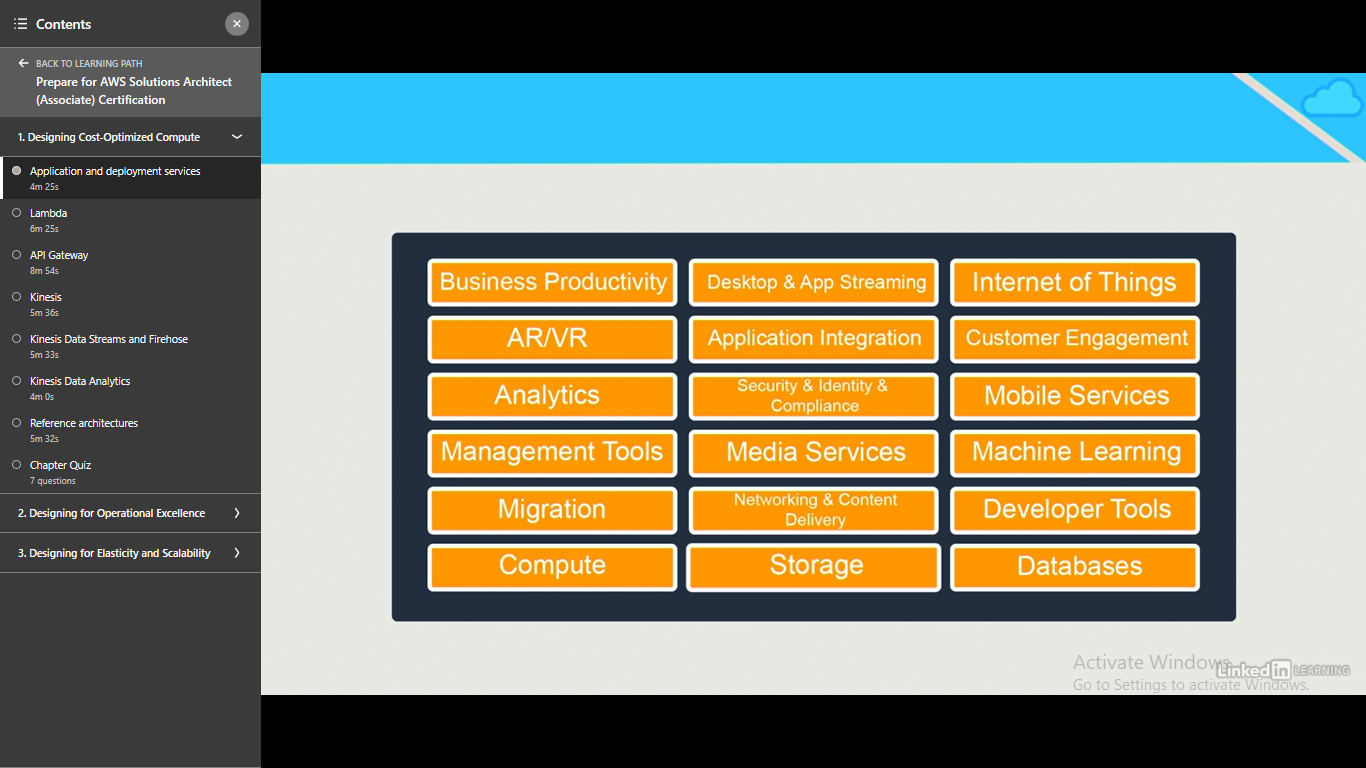 Contents
BACK TO LEARNING PATH
Prepare for AWS Solutions Architect
(Associate) Certification
1. Designing Cost-Optimized Compute
Application and deployment services
4m 25s
Lambda
6m 25s
API Gateway
8m 54s
Kinesis
5m 36s
Kinesis Data Streams and Firehose
5m 33s
Kinesis Data Analytics
4m 0s
Reference architectures
5m 32s
Chapter Quiz
7 questions
2. Designing for Operational Excellence
3. Designing for Elasticity and Scalability
Business Productivity
Desktop & App Streaming
Internet of Things
AR/VR
Application Integration
Customer Engagement
Analytics
Security & Identity &
Compliance
Mobile Services
Management Tools
Media Services
Machine Learning
Migration
Networking & Content
Delivery
Developer Tools
Compute
Storage
Databases
Activate Windows
Go to Settings to activate Windows.
LinkedIn LEARNING